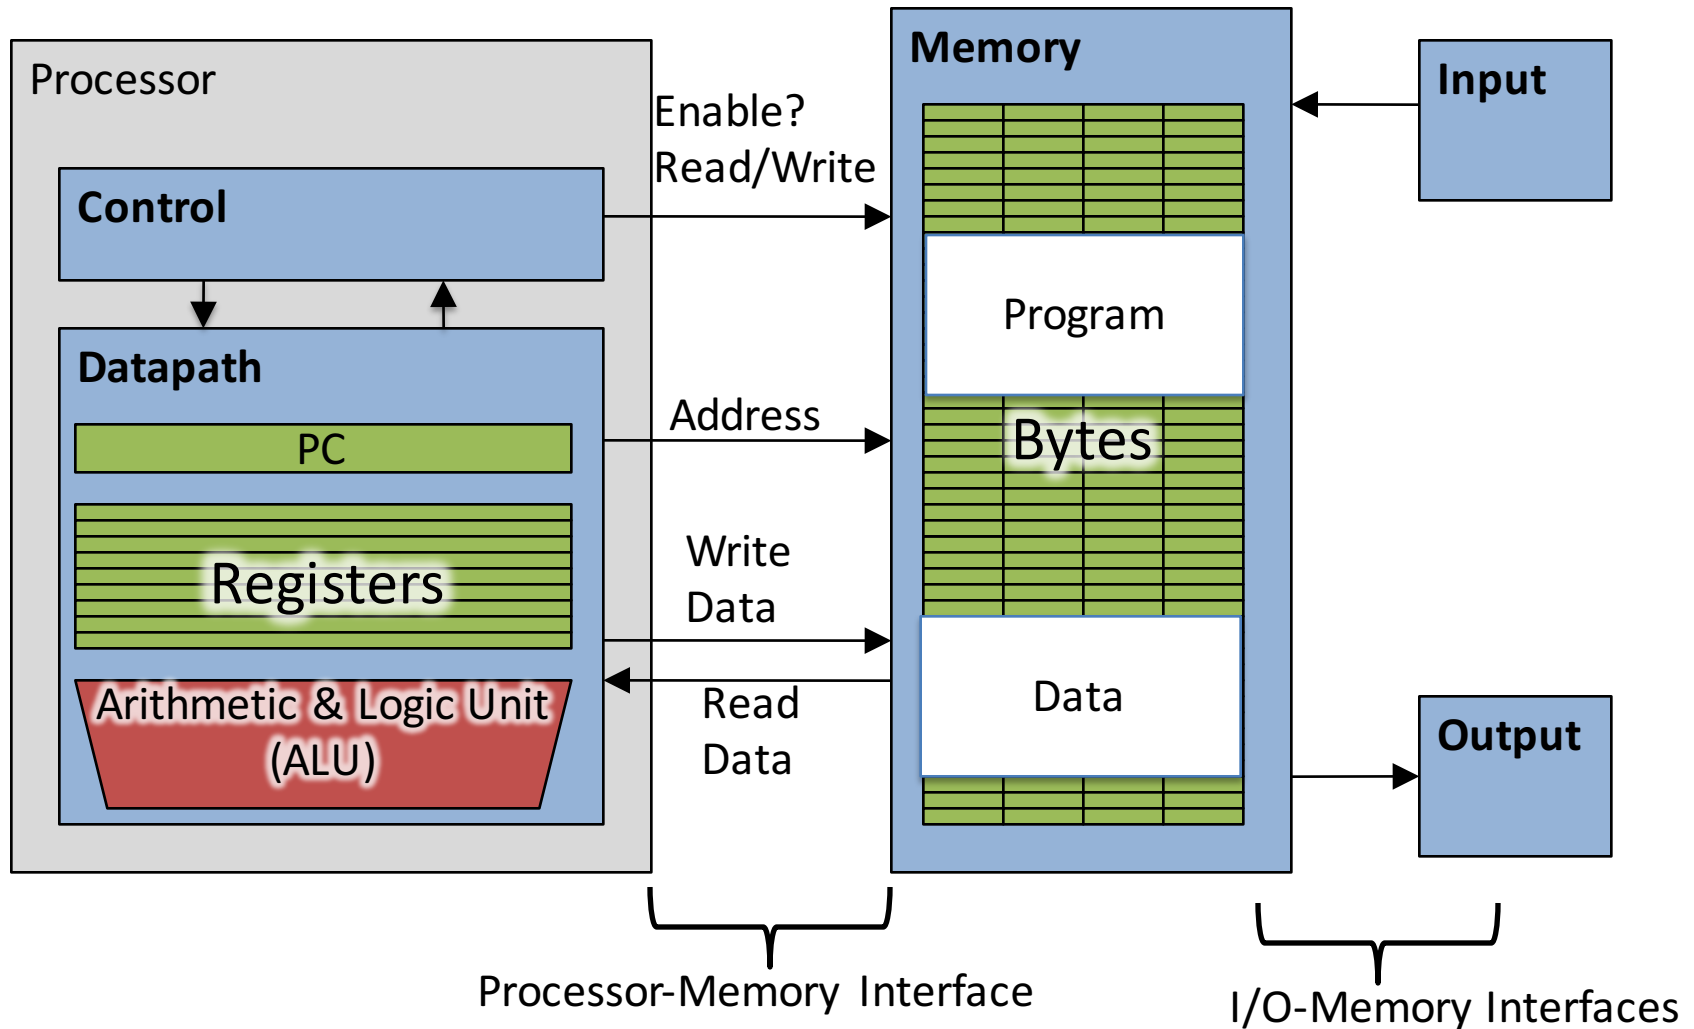 Processor
Control
Datapath
PC
Registers
Arithmetic & Logic Unit
(ALU)
Enable?
Read/Write
Address
Write
Data
Read
Data
Memory
Program
Bytes
Data
Input
Output
Processor-Memory Interface
I/O-Memory Interfaces